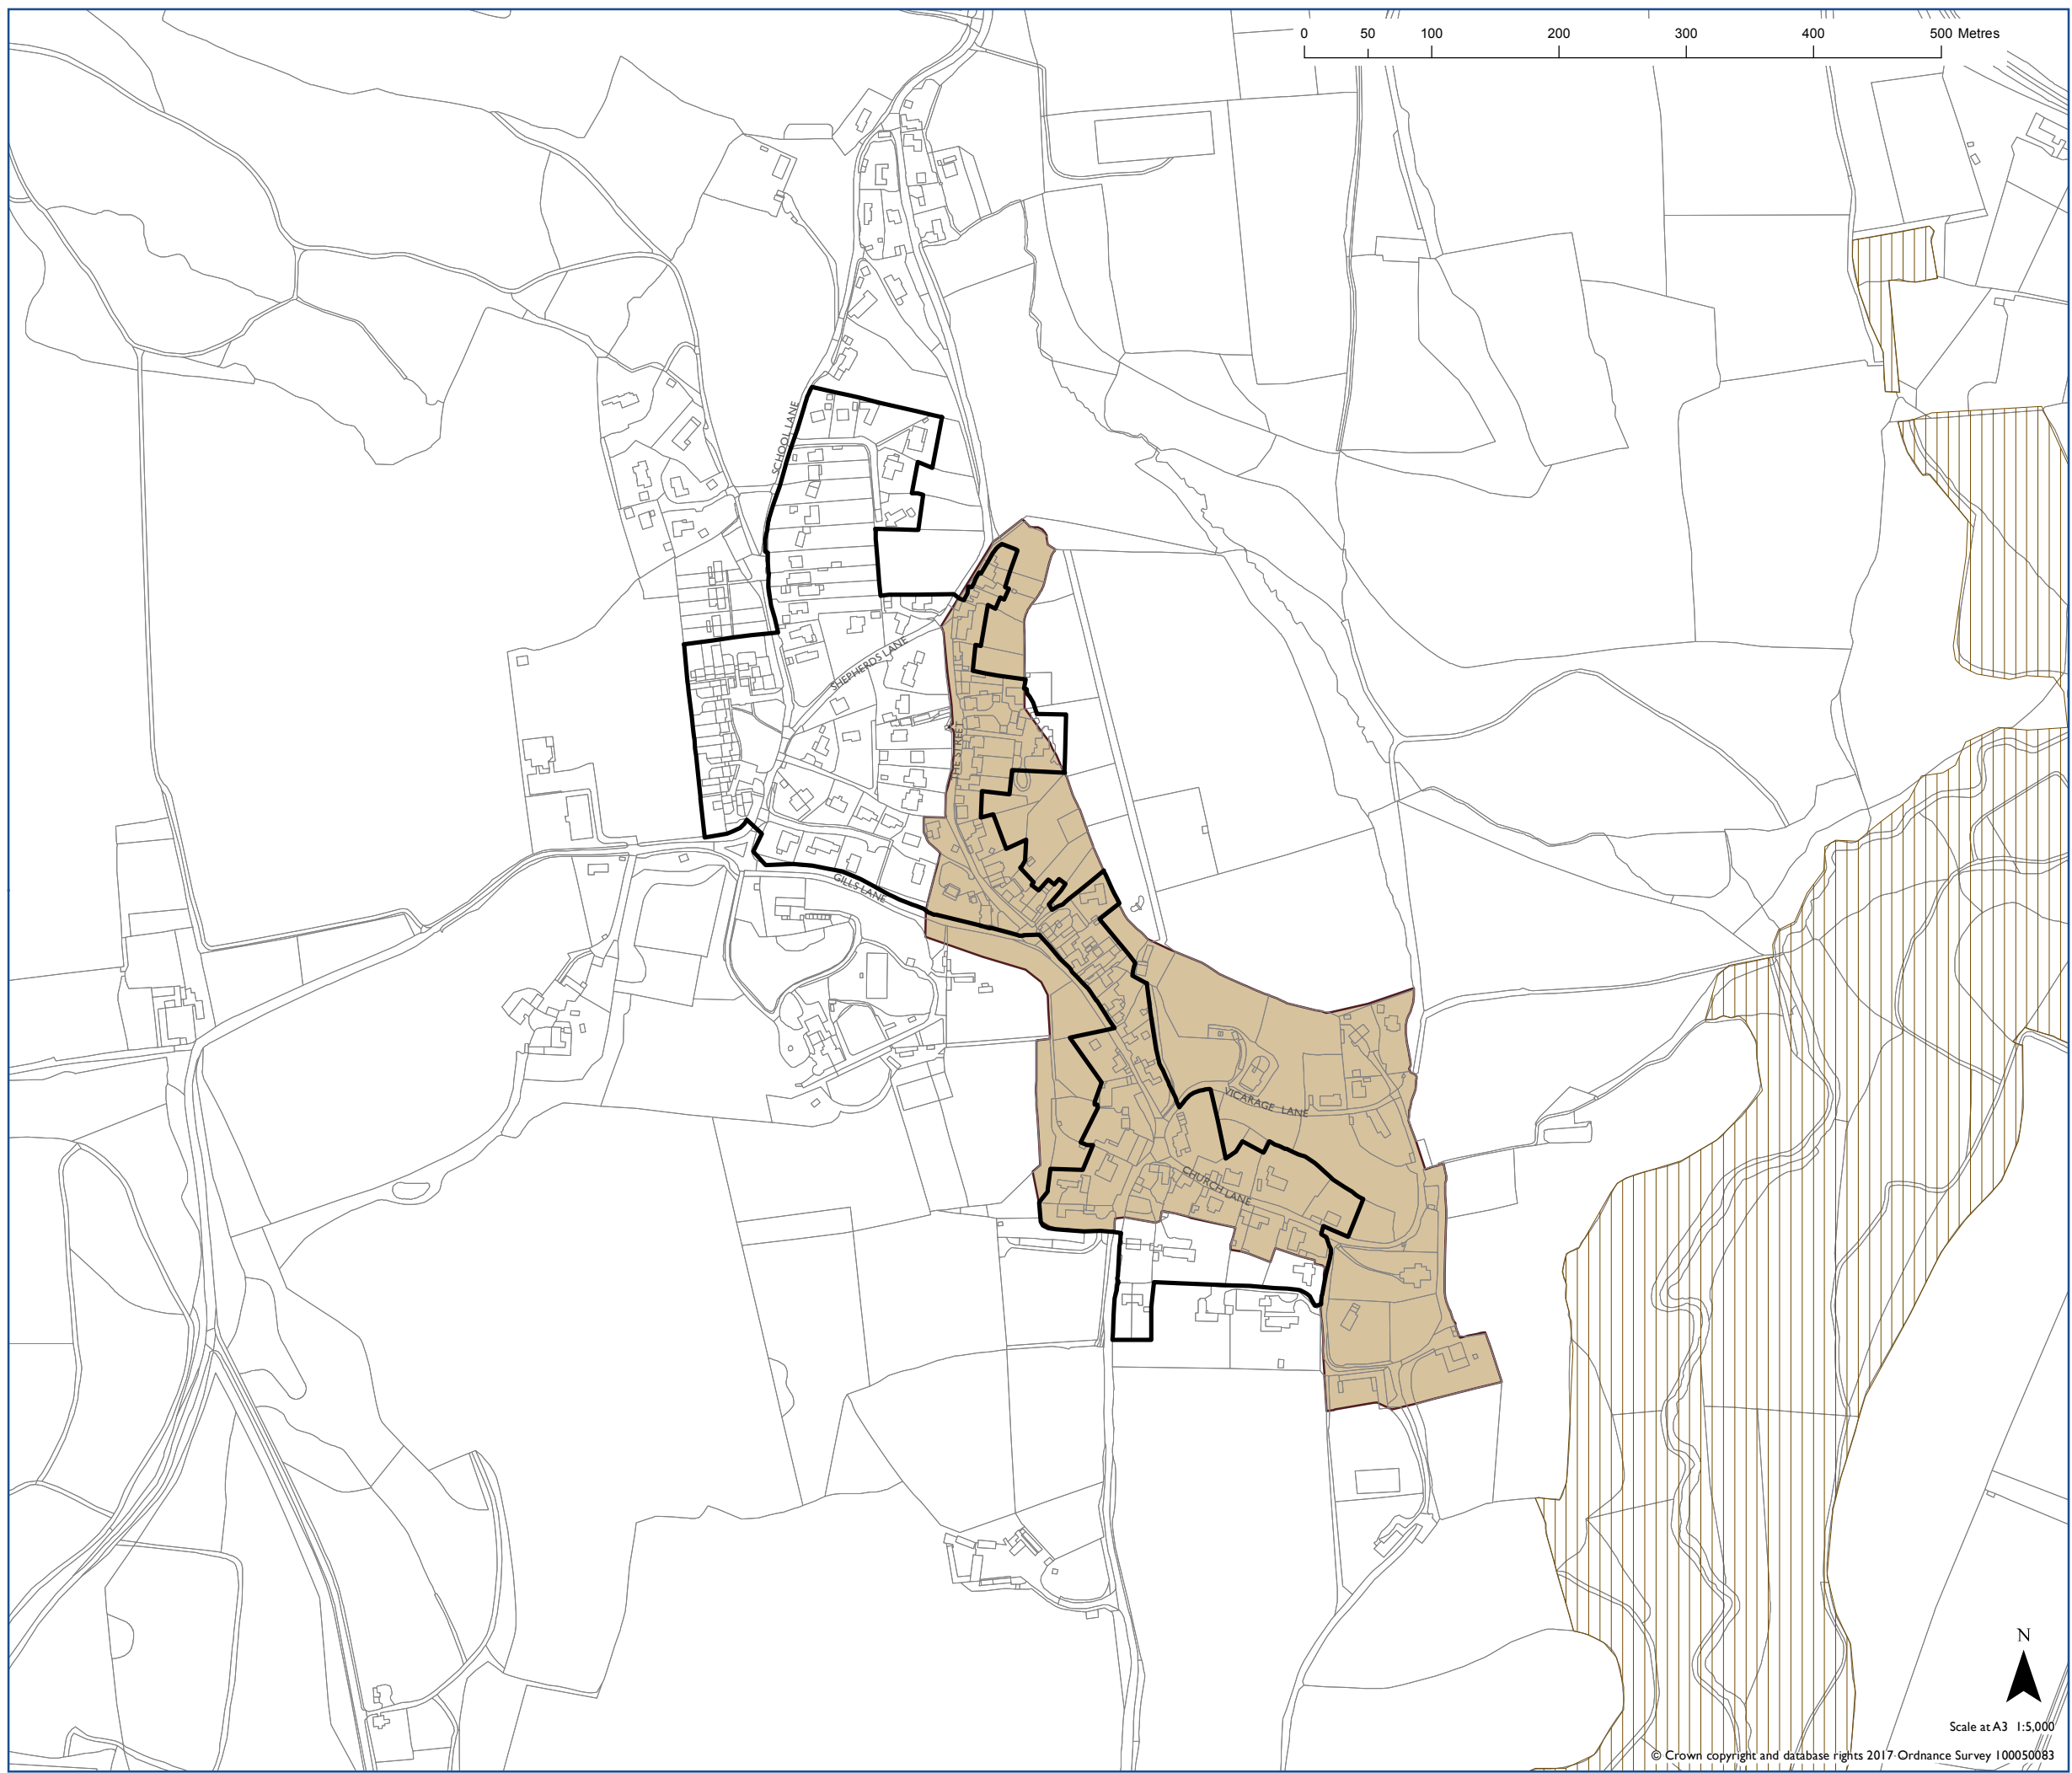 0 50 100 200 300 400 500 Metres
SCHOOL LANE
SHEPHERDS LANE
THE STREET
GILLS LANE
VICARAGE LANE
CHURCH LANE
N
Scale at A3 1:5,000
© Crown copyright and database rights 2017 Ordnance Survey 100050083